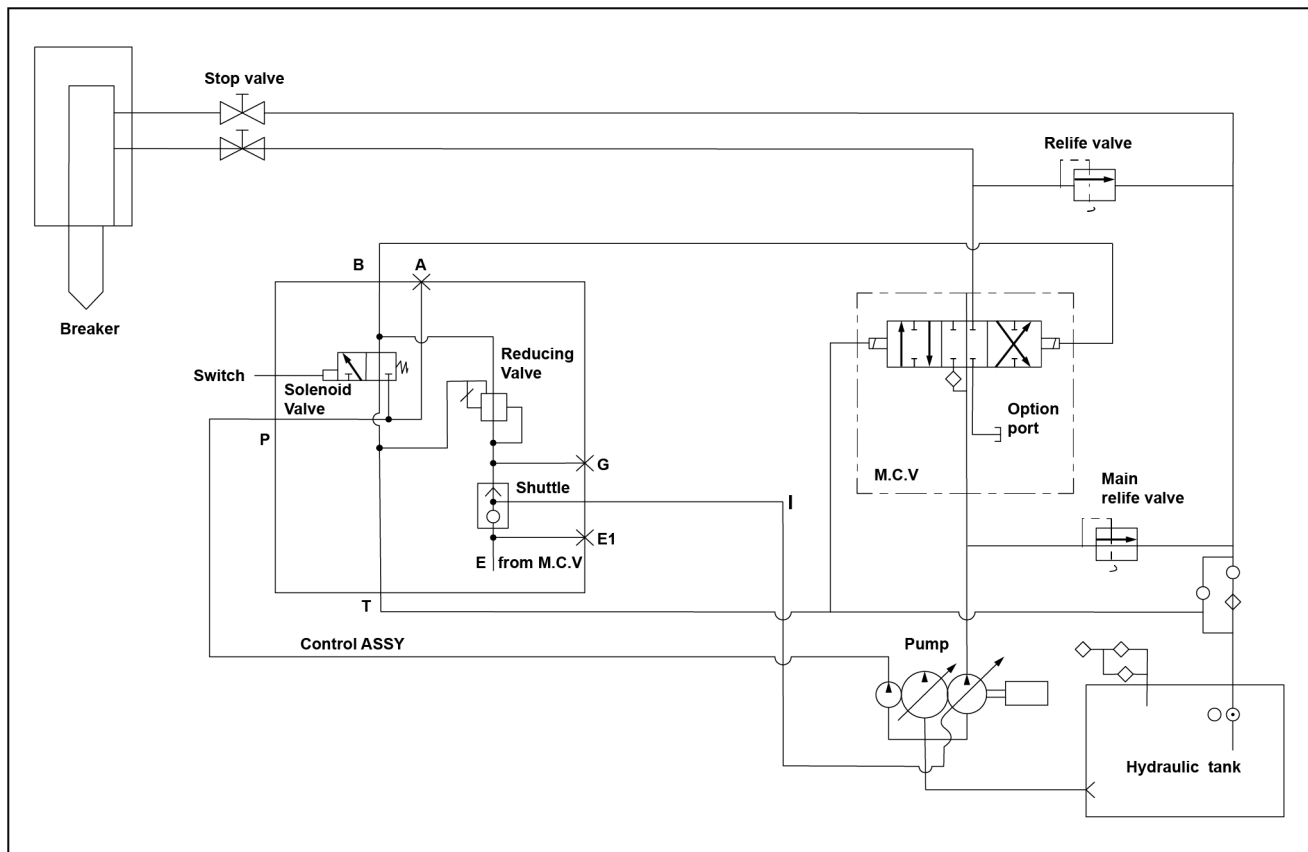 Stop valve
Relife valve
B
A
Breaker
Reducing
Valve
Switch
Solenoid
Valve
Option
port
P
G
M.C.V
Main
relife valve
Shuttle
I
E1
E from M.C.V
T
Control ASSY
Pump
Hydraulic tank